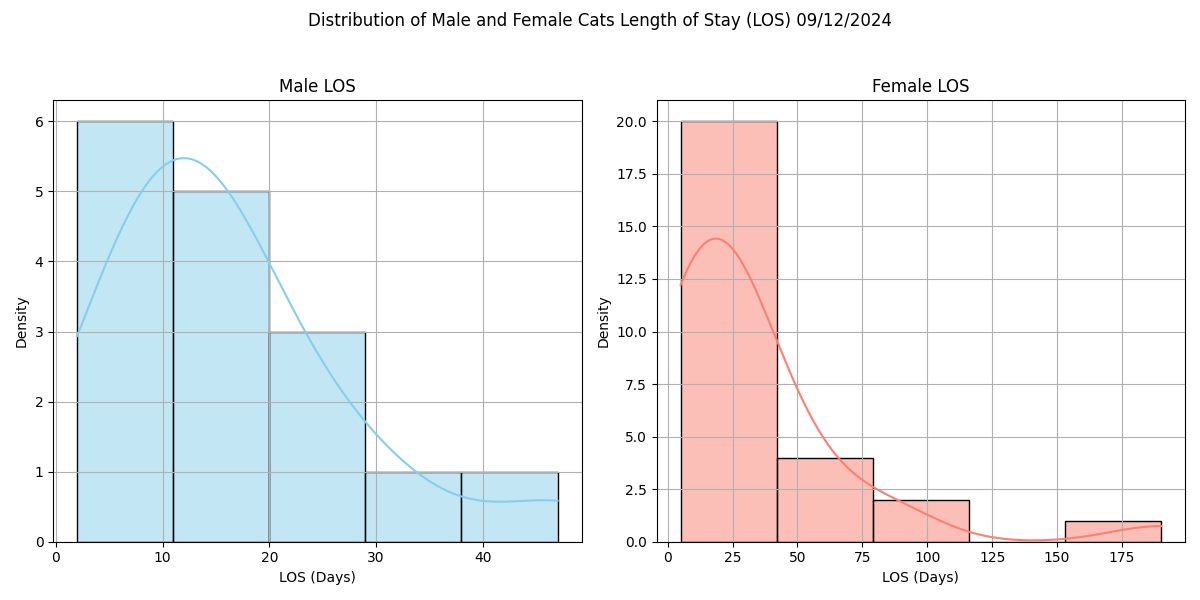 Distribution of Male and Female Cats Length of Stay (LOS) 09/12/2024
Male LOS
6
5
4
3
2
1
0
Density
0 10 20 30 40
LOS (Days)
Female LOS
20.0
17.5
15.0
12.5
10.0
7.5
5.0
2.5
0.0
Density
0 25 50 75 100 125 150 175
LOS (Days)